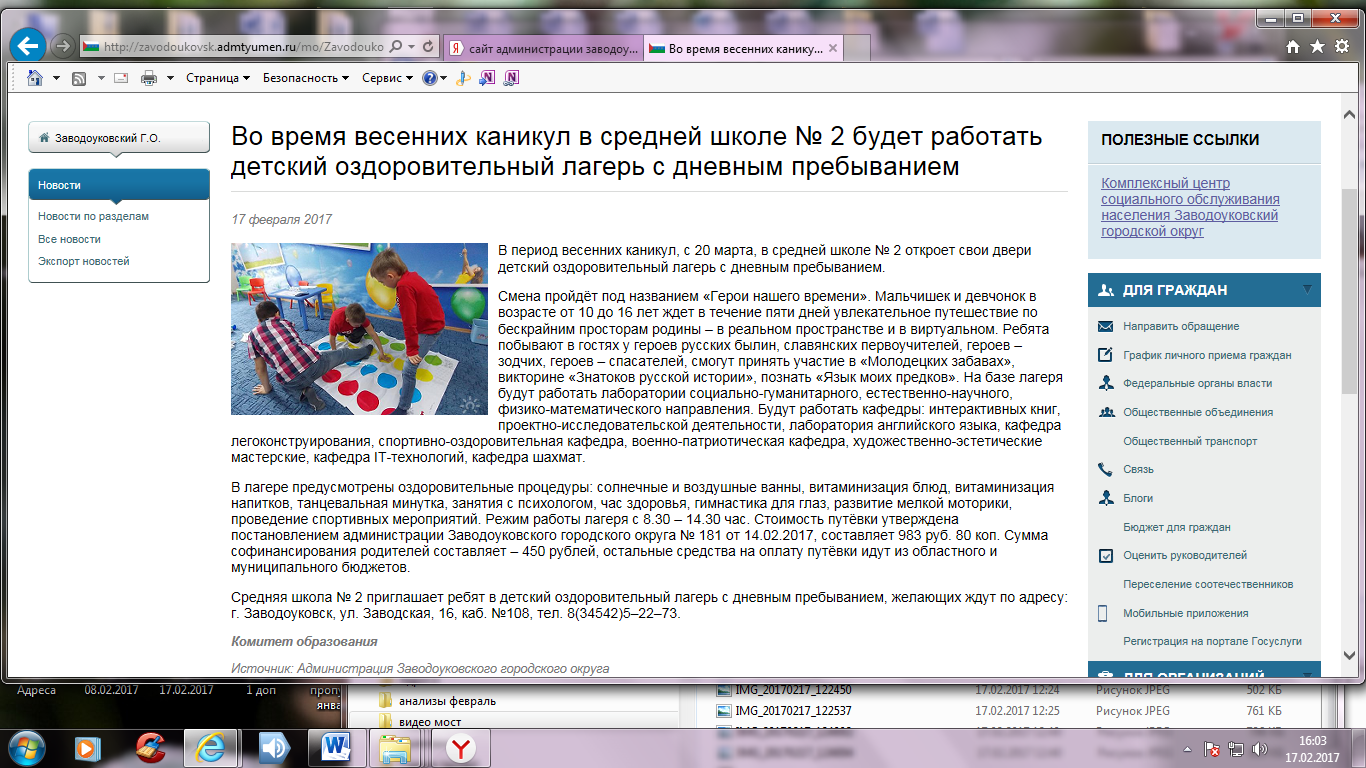 http://zavodoukovsk.admtyumen.ru/mo/Zavodouko
сайт администрации заводоу...
Во время весенних канику...
Страница
Безопасность
Сервис
Заводоуковский Г.О.
Новости
Новости по разделам
Все новости
Экспорт новостей
Во время весенних каникул в средней школе № 2 будет работать
детский оздоровительный лагерь с дневным пребыванием
17 февраля 2017
В период весенних каникул, с 20 марта, в средней школе № 2 откроет свои двери
детский оздоровительный лагерь с дневным пребыванием.
Смена пройдёт под названием «Герои нашего времени». Мальчишек и девчонок в
возрасте от 10 до 16 лет ждет в течение пяти дней увлекательное путешествие по
бескрайним просторам родины – в реальном пространстве и в виртуальном. Ребята
побывают в гостях у героев русских былин, славянских первоучителей, героев –
зодчих, героев – спасателей, смогут принять участие в «Молодецких забавах»,
викторине «Знатоков русской истории», познать «Язык моих предков». На базе лагеря
будут работать лаборатории социально-гуманитарного, естественно-научного,
физико-математического направления. Будут работать кафедры: интерактивных книг,
проектно-исследовательской деятельности, лаборатория английского языка, кафедра
легоконструирования, спортивно-оздоровительная кафедра, военно-патриотическая кафедра, художественно-эстетические
мастерские, кафедра IT-технологий, кафедра шахмат.
В лагере предусмотрены оздоровительные процедуры: солнечные и воздушные ванны, витаминизация блюд, витаминизация
напитков, танцевальная минутка, занятия с психологом, час здоровья, гимнастика для глаз, развитие мелкой моторики,
проведение спортивных мероприятий. Режим работы лагеря с 8.30 – 14.30 час. Стоимость путёвки утверждена
постановлением администрации Заводоуковского городского округа № 181 от 14.02.2017, составляет 983 руб. 80 коп. Сумма
софинансирования родителей составляет – 450 рублей, остальные средства на оплату путёвки идут из областного и
муниципального бюджетов.
Средняя школа № 2 приглашает ребят в детский оздоровительный лагерь с дневным пребыванием, желающих ждут по адресу:
г. Заводоуковск, ул. Заводская, 16, каб. №108, тел. 8(34542)5–22–73.
Комитет образования
Источник: Администрация Заводоуковского городского округа
ПОЛЕЗНЫЕ ССЫЛКИ
Комплексный центр
социального обслуживания
населения Заводоуковский
городской округ
ДЛЯ ГРАЖДАН
Направить обращение
График личного приема граждан
Федеральные органы власти
Общественные объединения
Общественный транспорт
Связь
Блоги
Бюджет для граждан
Оценить руководителей
Переселение соотечественников
Мобильные приложения
Регистрация на портале Госуслуги
ДЛЯ ОРГАНИЗАЦИЙ
Адреса 08.02.2017 17.02.2017 1 доп
анализы февраль
видео мост
IMG_20170217_122450 17.02.2017 12:24 Рисунок JPEG 502 КБ
IMG_20170217_122537 17.02.2017 12:25 Рисунок JPEG 761 КБ
16:03
17.02.2017